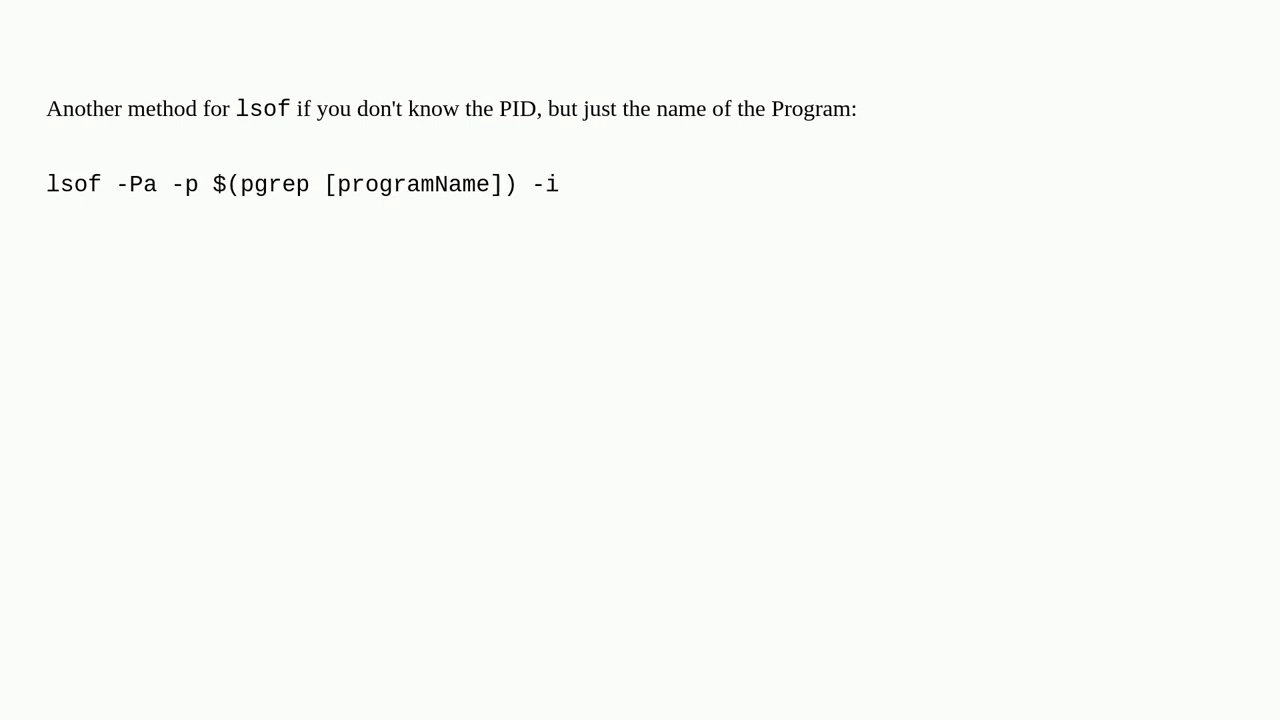 Another method for lsof if you don't know the PID, but just the name of the Program:
lsof -Pa -p $(pgrep [programName]) -i